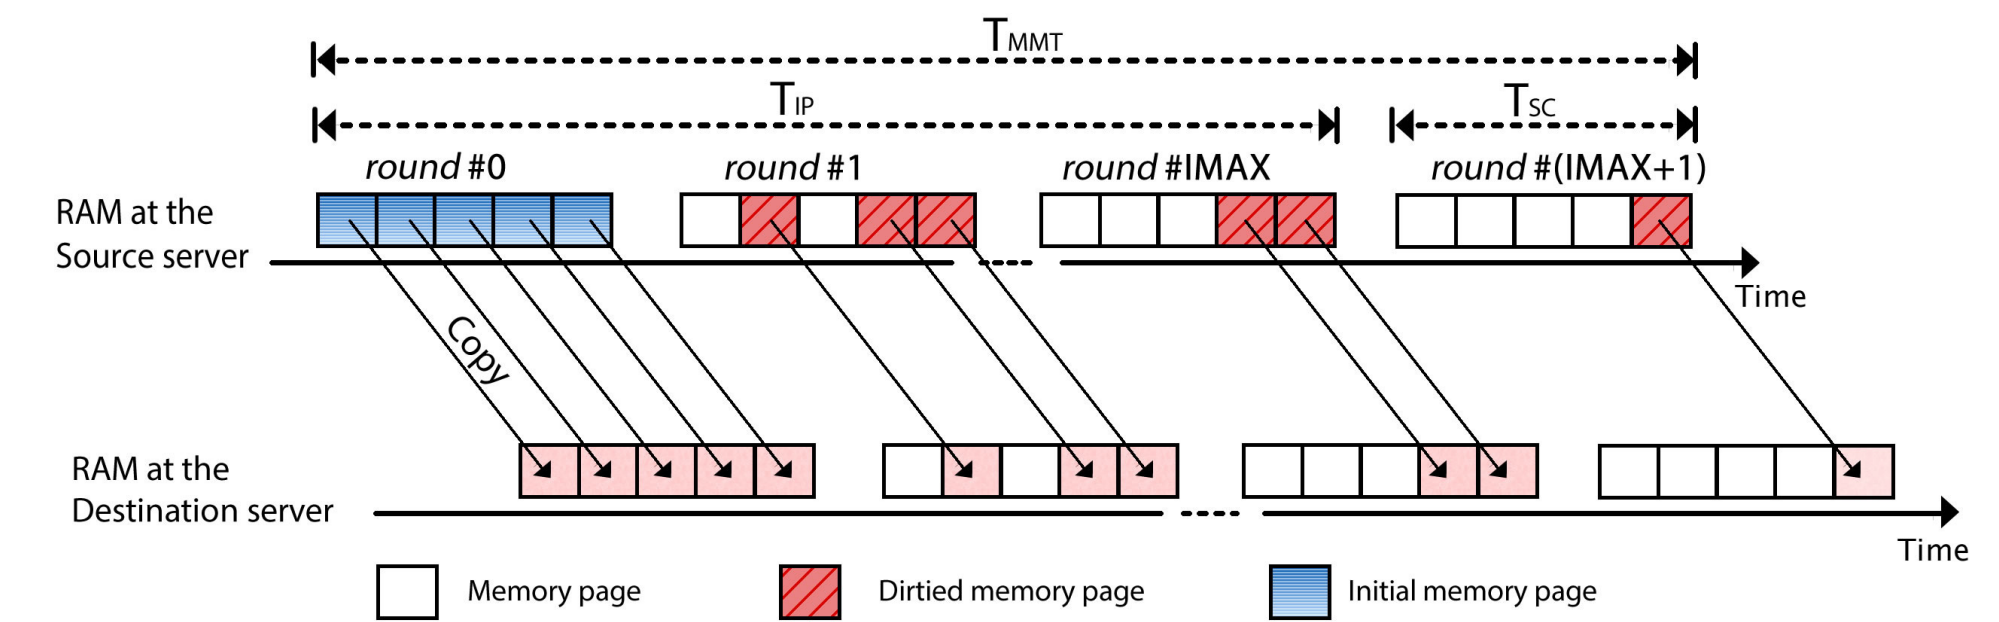 TMMT
TIP
TSC
round #0
round #1
round #IMAX
round #(IMAX+1)
RAM at the
Source server
Time
Copy
RAM at the
Destination server
Time
Memory page
Dirtied memory page
Initial memory page